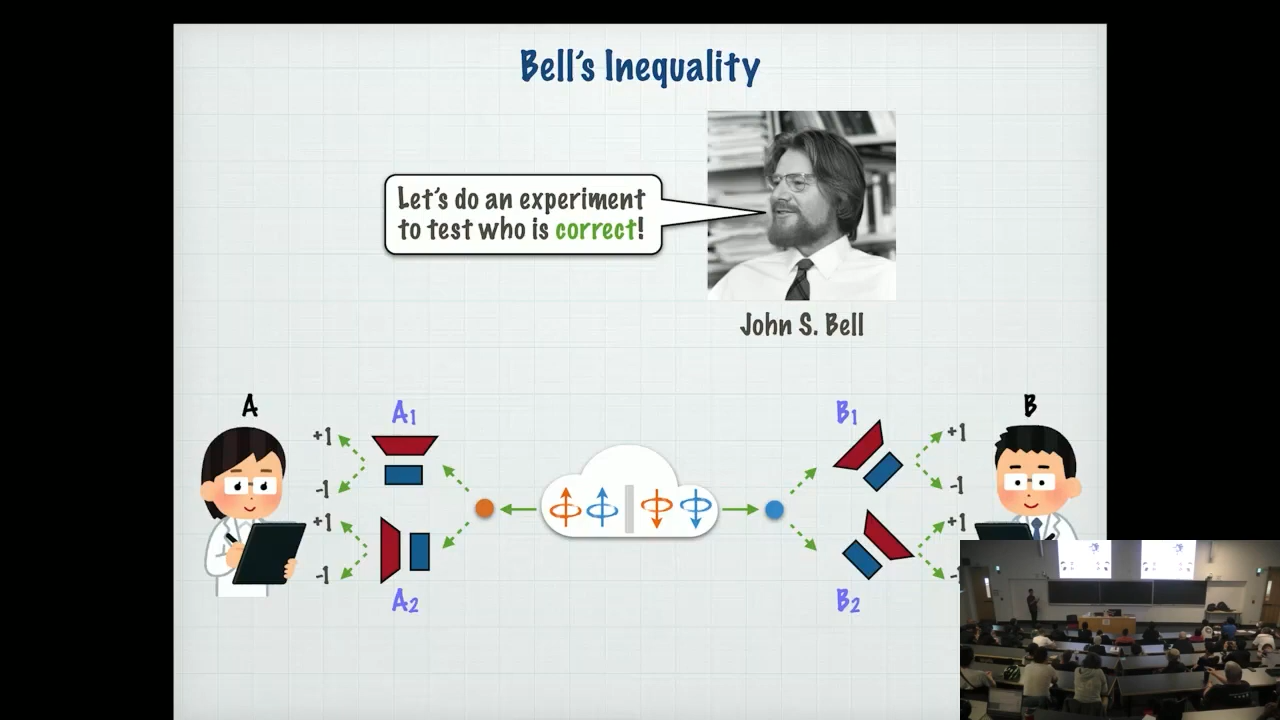 Bell's Inequality
Let's do an experiment
to test who is correct!
John S. Bell
A
A1
B1
B
+1
-1
+1
-1
A2
+1
-1
+1
B2